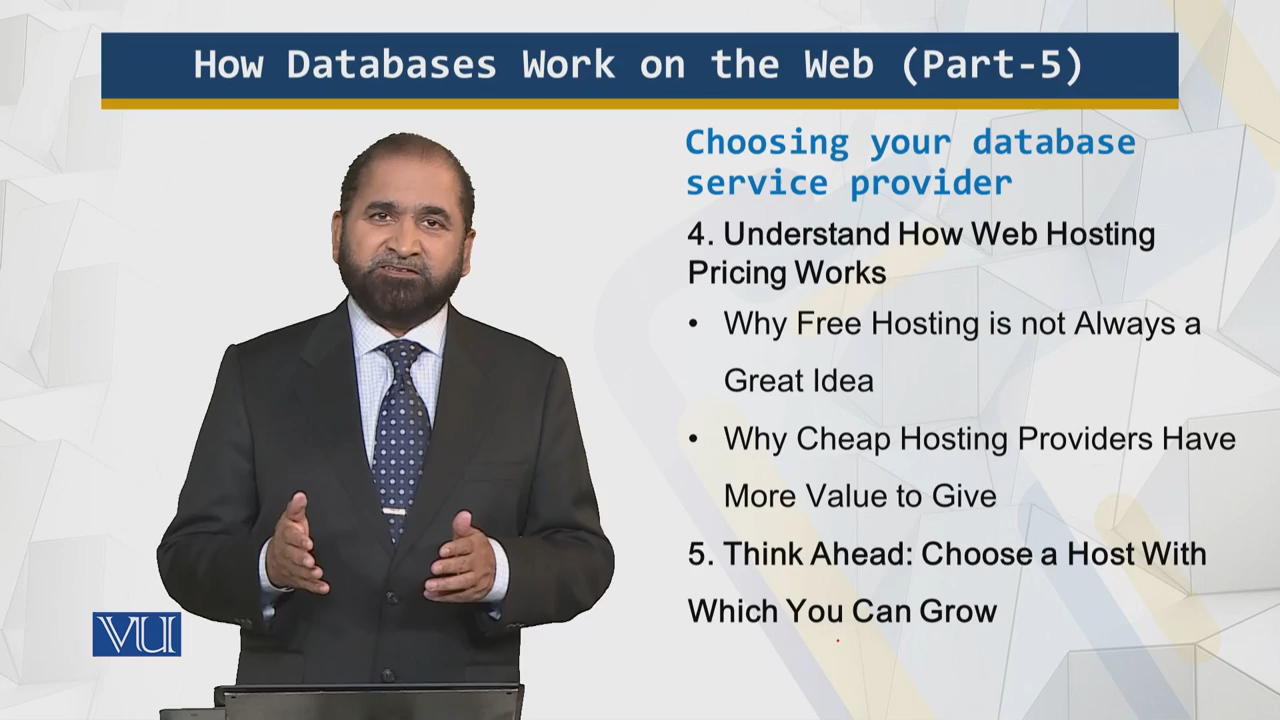 How Databases Work on the Web (Part-5)
Choosing your database
service provider
4. Understand How Web Hosting
Pricing Works
• Why Free Hosting is not Always a
Great Idea
• Why Cheap Hosting Providers Have
More Value to Give
5. Think Ahead: Choose a Host With
Which You Can Grow
VU